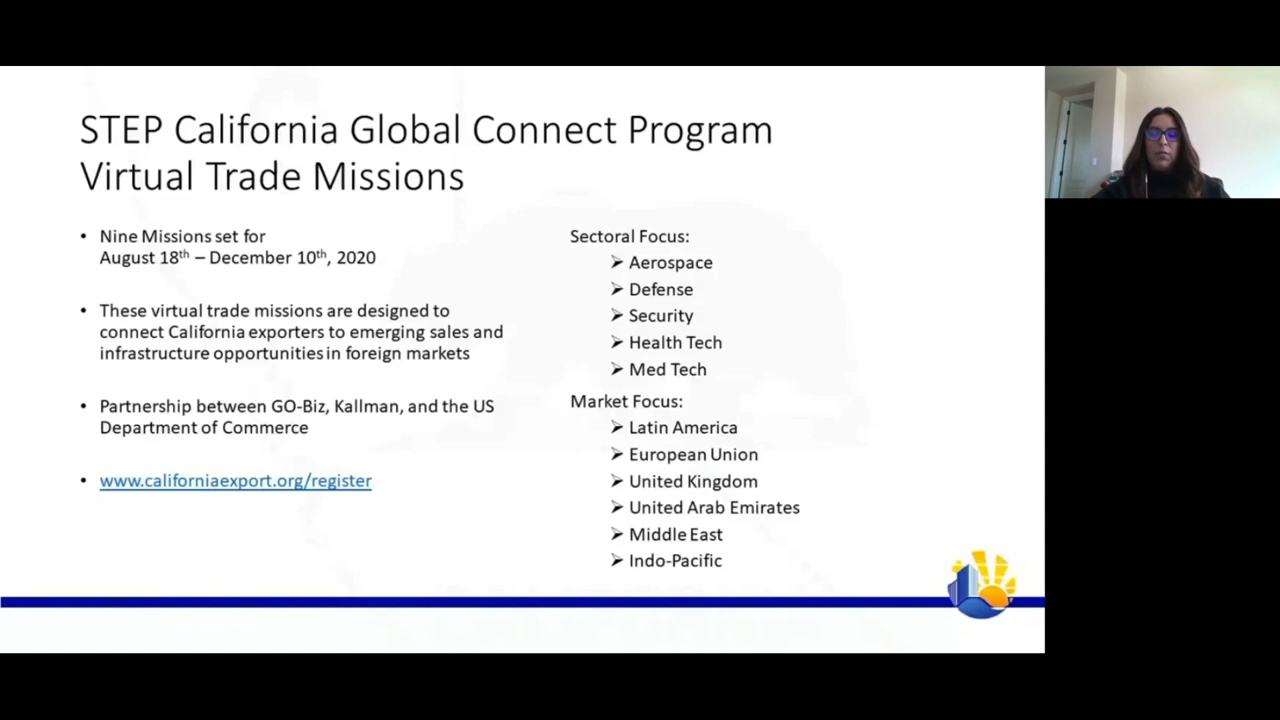 STEP California Global Connect Program
Virtual Trade Missions
• Nine Missions set for
August 18th – December 10th, 2020
• These virtual trade missions are designed to
connect California exporters to emerging sales and
infrastructure opportunities in foreign markets
• Partnership between GO-Biz, Kallman, and the US
Department of Commerce
• www.californiaexport.org/register
Sectoral Focus:
➢ Aerospace
➢ Defense
➢ Security
➢ Health Tech
➢ Med Tech
Market Focus:
➢ Latin America
➢ European Union
➢ United Kingdom
➢ United Arab Emirates
➢ Middle East
➢ Indo-Pacific